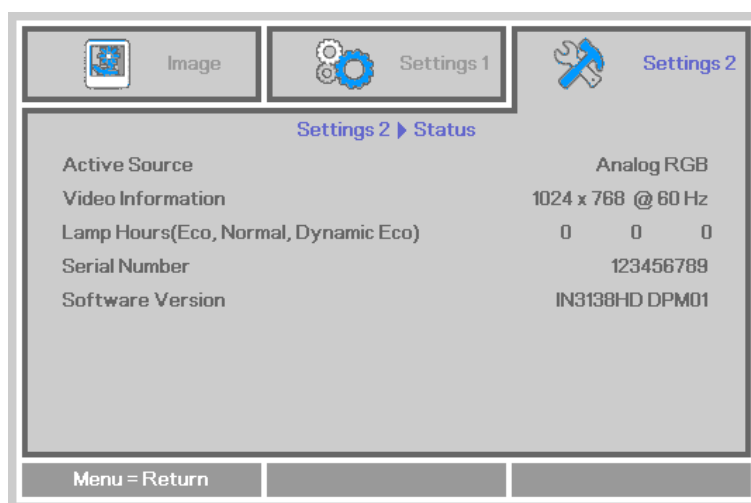 Image Settings 1 Settings 2
Settings 2 ▶ Status
Active Source Analog RGB
Video Information 1024 x 768 @ 60 Hz
Lamp Hours(Eco, Normal, Dynamic Eco) 0 0 0
Serial Number 123456789
Software Version IN3138HD DPM01
Menu = Return